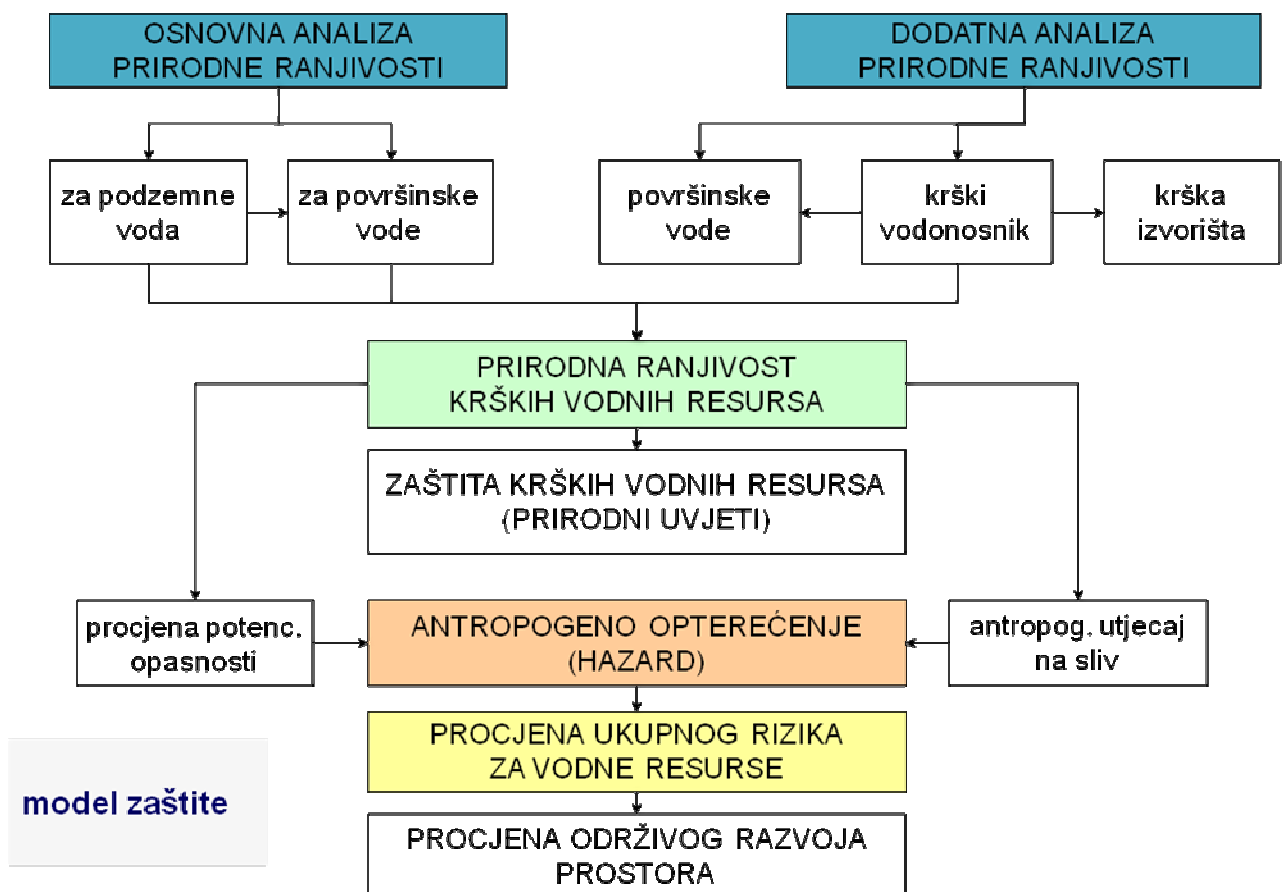 OSNOVNA ANALIZA
PRIRODNE RANJIVOSTI
DODATNA ANALIZA
PRIRODNE RANJIVOSTI
za podzemne
voda
za površinske
vode
površinske
vode
krški
vodonosnik
krška
izvorišta
PRIRODNA RANJIVOST
KRŠKIH VODNIH RESURSA
ZAŠTITA KRŠKIH VODNIH RESURSA
(PRIRODNI UVJETI)
procjena potenc.
opasnosti
ANTROPOGENO OPTEREĆENJE
(HAZARD)
antropog. utjecaj
na sliv
PROCJENA UKUPNOG RIZIKA
ZA VODNE RESURSE
model zaštite
PROCJENA ODRŽIVOG RAZVOJA
PROSTORA